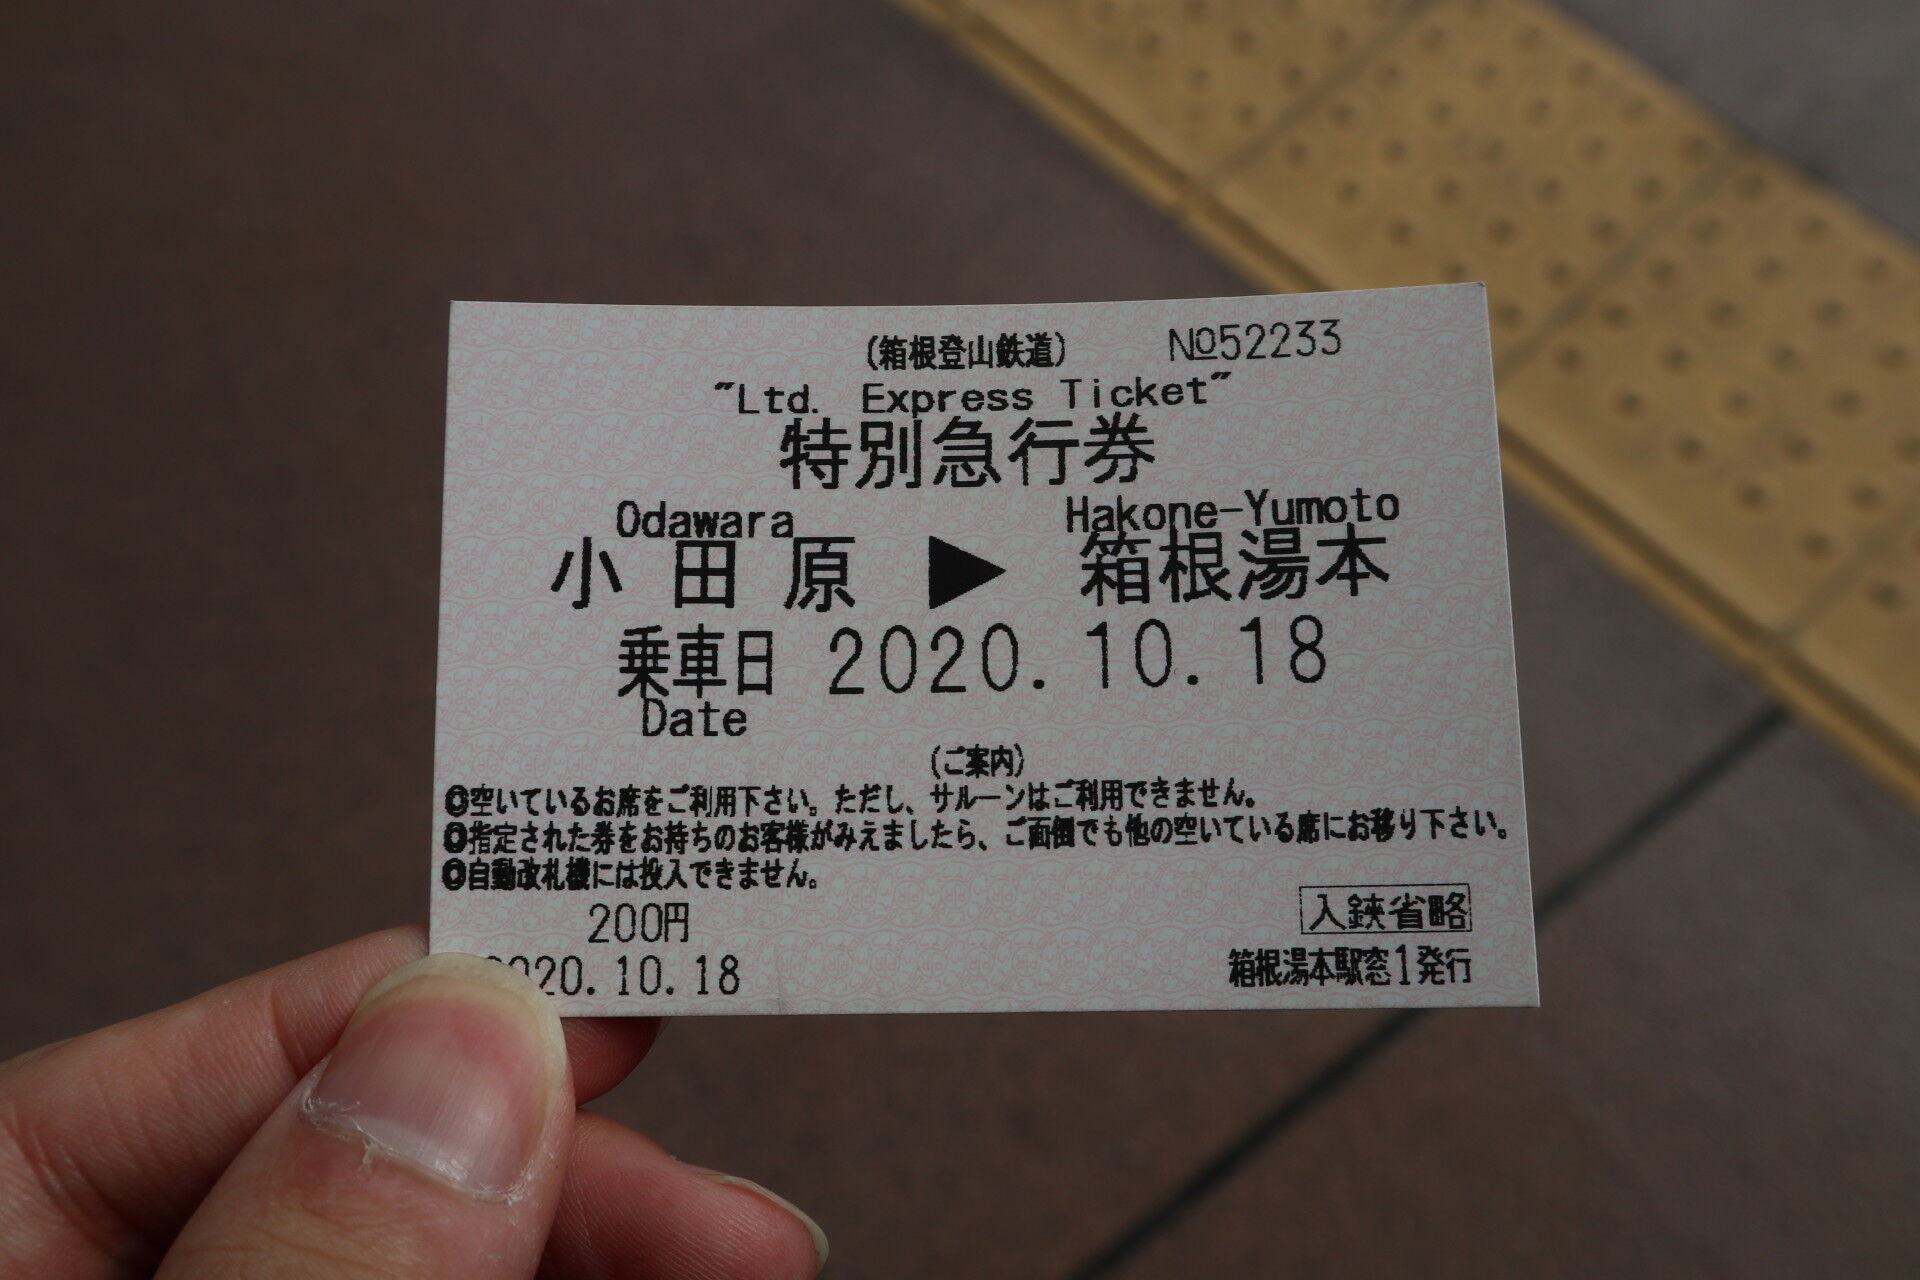 (箱根登山鉄道) №52233
"Ltd. Express Ticket"
特別急行券
Odawara Hakone-Yumoto
小田原 ▶ 箱根湯本
乗車日 2020.10.18
Date
(ご案内)
◎空いているお席をご利用下さい。ただし、サルーンはご利用できません。
◎指定された券をお持ちのお客様がみえましたら、ご面倒でも他の空いている席にお移り下さい。
◎自動改札機には投入できません。
200円 入鋏省略
2020.10.18 箱根湯本駅窓1発行